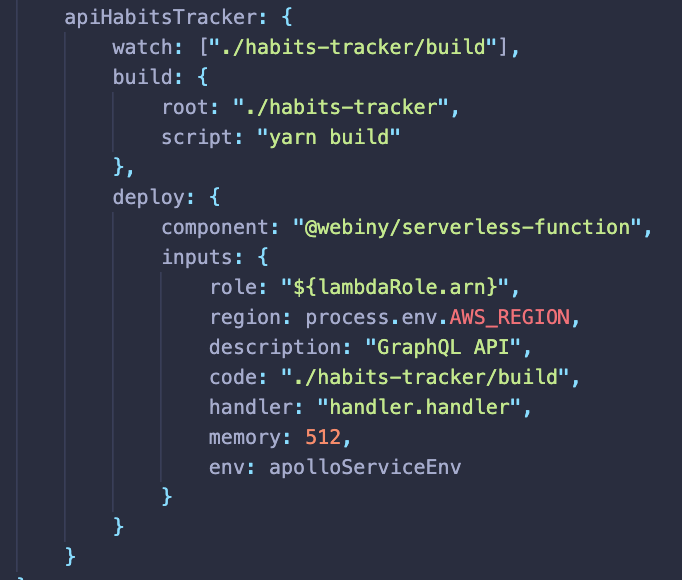 apiHabitsTracker: {
watch: ["./habits-tracker/build"],
build: {
root: "./habits-tracker",
script: "yarn build"
},
deploy: {
component: "@webiny/serverless-function",
inputs: {
role: "${lambdaRole.arn}",
region: process.env.AWS_REGION,
description: "GraphQL API",
code: "./habits-tracker/build",
handler: "handler.handler",
memory: 512,
env: apolloServiceEnv
}
}
}